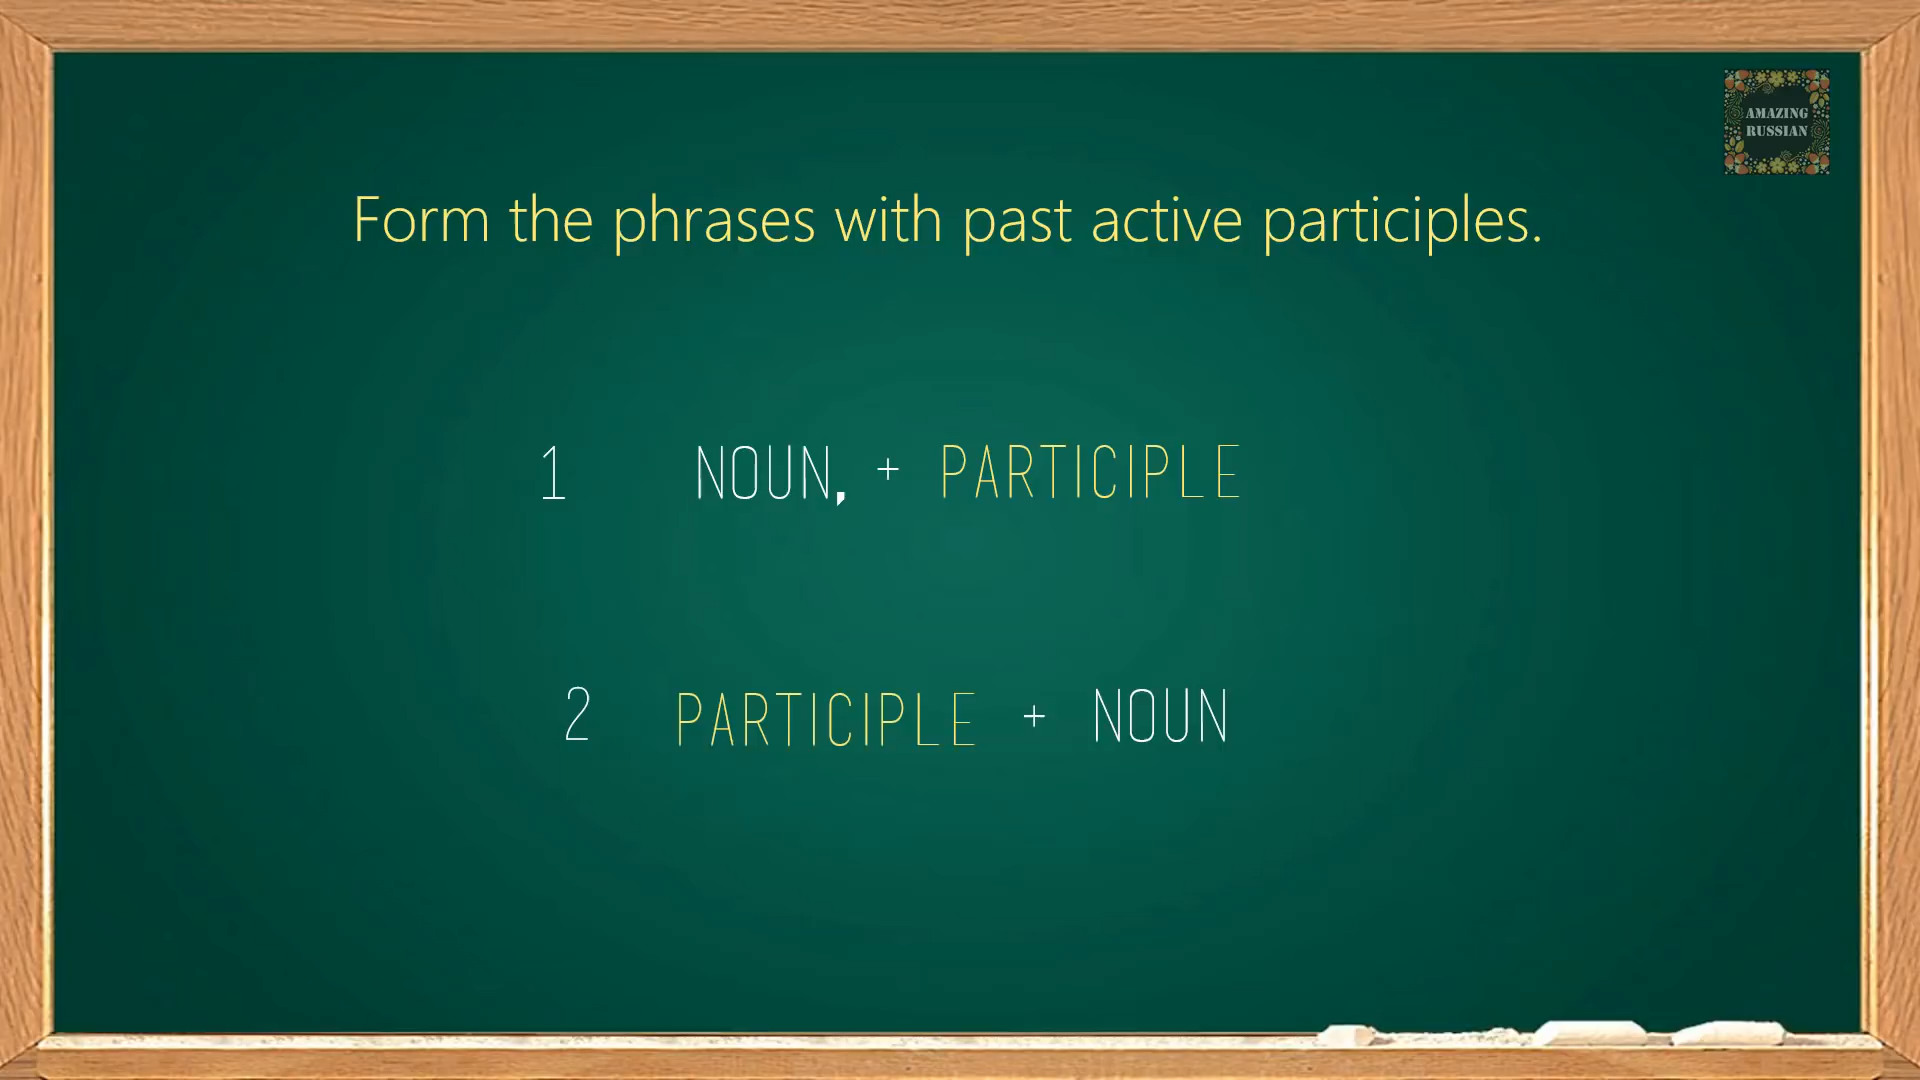 AMAZING
RUSSIAN
Form the phrases with past active participles.
1 NOUN, + PARTICIPLE
2 PARTICIPLE + NOUN